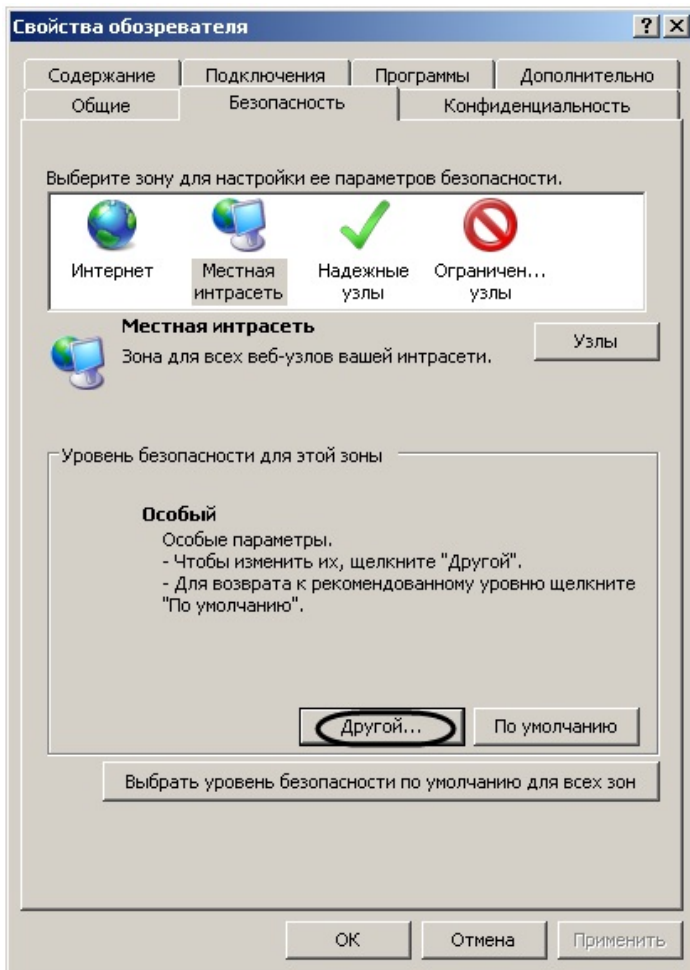 Свойства обозревателя
Содержание Подключения Программы Дополнительно
Общие Безопасность Конфиденциальность
Выберите зону для настройки ее параметров безопасности.
Интернет Местная интрасеть Надежные узлы Ограничен... узлы
Местная интрасеть
Зона для всех веб-узлов вашей интрасети.
Узлы
Уровень безопасности для этой зоны
Особый
Особые параметры.
- Чтобы изменить их, щелкните "Другой".
- Для возврата к рекомендованному уровню щелкните
"По умолчанию".
Другой... По умолчанию
Выбрать уровень безопасности по умолчанию для всех зон
ОК Отмена Применить